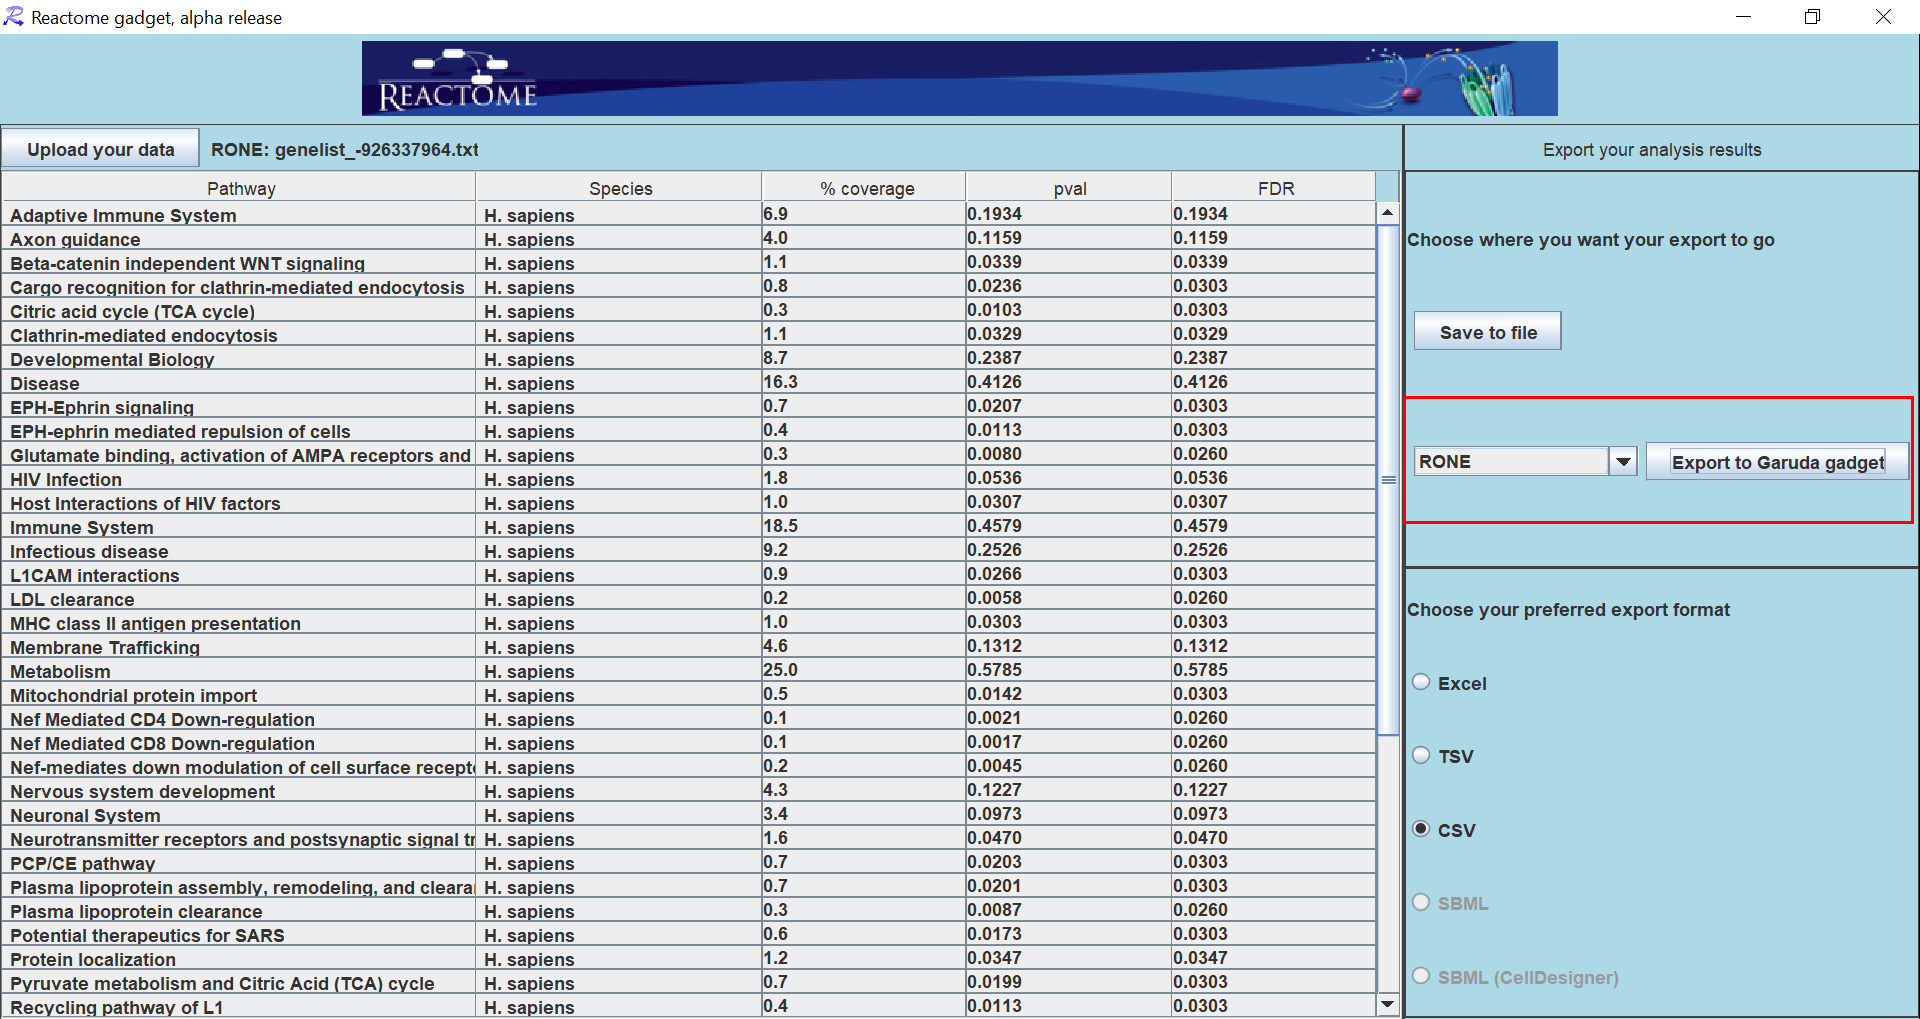 Reactome gadget, alpha release
REACTOME
Upload your data RONE: genelist_-926337964.txt Export your analysis results
Pathway Species % coverage pval FDR
Adaptive Immune System H. sapiens 6.9 0.1934 0.1934
Axon guidance H. sapiens 4.0 0.1159 0.1159
Beta-catenin independent WNT signaling H. sapiens 1.1 0.0339 0.0339
Cargo recognition for clathrin-mediated endocytosis H. sapiens 0.8 0.0236 0.0303
Citric acid cycle (TCA cycle) H. sapiens 0.3 0.0103 0.0303
Clathrin-mediated endocytosis H. sapiens 1.1 0.0329 0.0329
Developmental Biology H. sapiens 8.7 0.2387 0.2387
Disease H. sapiens 16.3 0.4126 0.4126
EPH-Ephrin signaling H. sapiens 0.7 0.0207 0.0303
EPH-ephrin mediated repulsion of cells H. sapiens 0.4 0.0113 0.0303
Glutamate binding, activation of AMPA receptors and H. sapiens 0.3 0.0080 0.0260
HIV Infection H. sapiens 1.8 0.0536 0.0536
Host Interactions of HIV factors H. sapiens 1.0 0.0307 0.0307
Immune System H. sapiens 18.5 0.4579 0.4579
Infectious disease H. sapiens 9.2 0.2526 0.2526
L1CAM interactions H. sapiens 0.9 0.0266 0.0303
LDL clearance H. sapiens 0.2 0.0058 0.0260
MHC class II antigen presentation H. sapiens 1.0 0.0303 0.0303
Membrane Trafficking H. sapiens 4.6 0.1312 0.1312
Metabolism H. sapiens 25.0 0.5785 0.5785
Mitochondrial protein import H. sapiens 0.5 0.0142 0.0303
Nef Mediated CD4 Down-regulation H. sapiens 0.1 0.0021 0.0260
Nef Mediated CD8 Down-regulation H. sapiens 0.1 0.0017 0.0260
Nef-mediates down modulation of cell surface recept H. sapiens 0.2 0.0045 0.0260
Nervous system development H. sapiens 4.3 0.1227 0.1227
Neuronal System H. sapiens 3.4 0.0973 0.0973
Neurotransmitter receptors and postsynaptic signal tr H. sapiens 1.6 0.0470 0.0470
PCP/CE pathway H. sapiens 0.7 0.0203 0.0303
Plasma lipoprotein assembly, remodeling, and cleara H. sapiens 0.7 0.0201 0.0303
Plasma lipoprotein clearance H. sapiens 0.3 0.0087 0.0260
Potential therapeutics for SARS H. sapiens 0.6 0.0173 0.0303
Protein localization H. sapiens 1.2 0.0347 0.0347
Pyruvate metabolism and Citric Acid (TCA) cycle H. sapiens 0.7 0.0199 0.0303
Recycling pathway of L1 H. sapiens 0.4 0.0113 0.0303
Choose where you want your export to go
Save to file
RONE Export to Garuda gadget
Choose your preferred export format
Excel
TSV
CSV
SBML
SBML (CellDesigner)